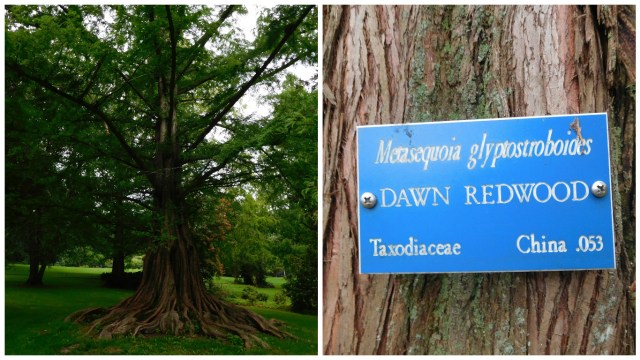 Metasequoia glyptostroboides
DAWN REDWOOD
Taxodiaceae China .053